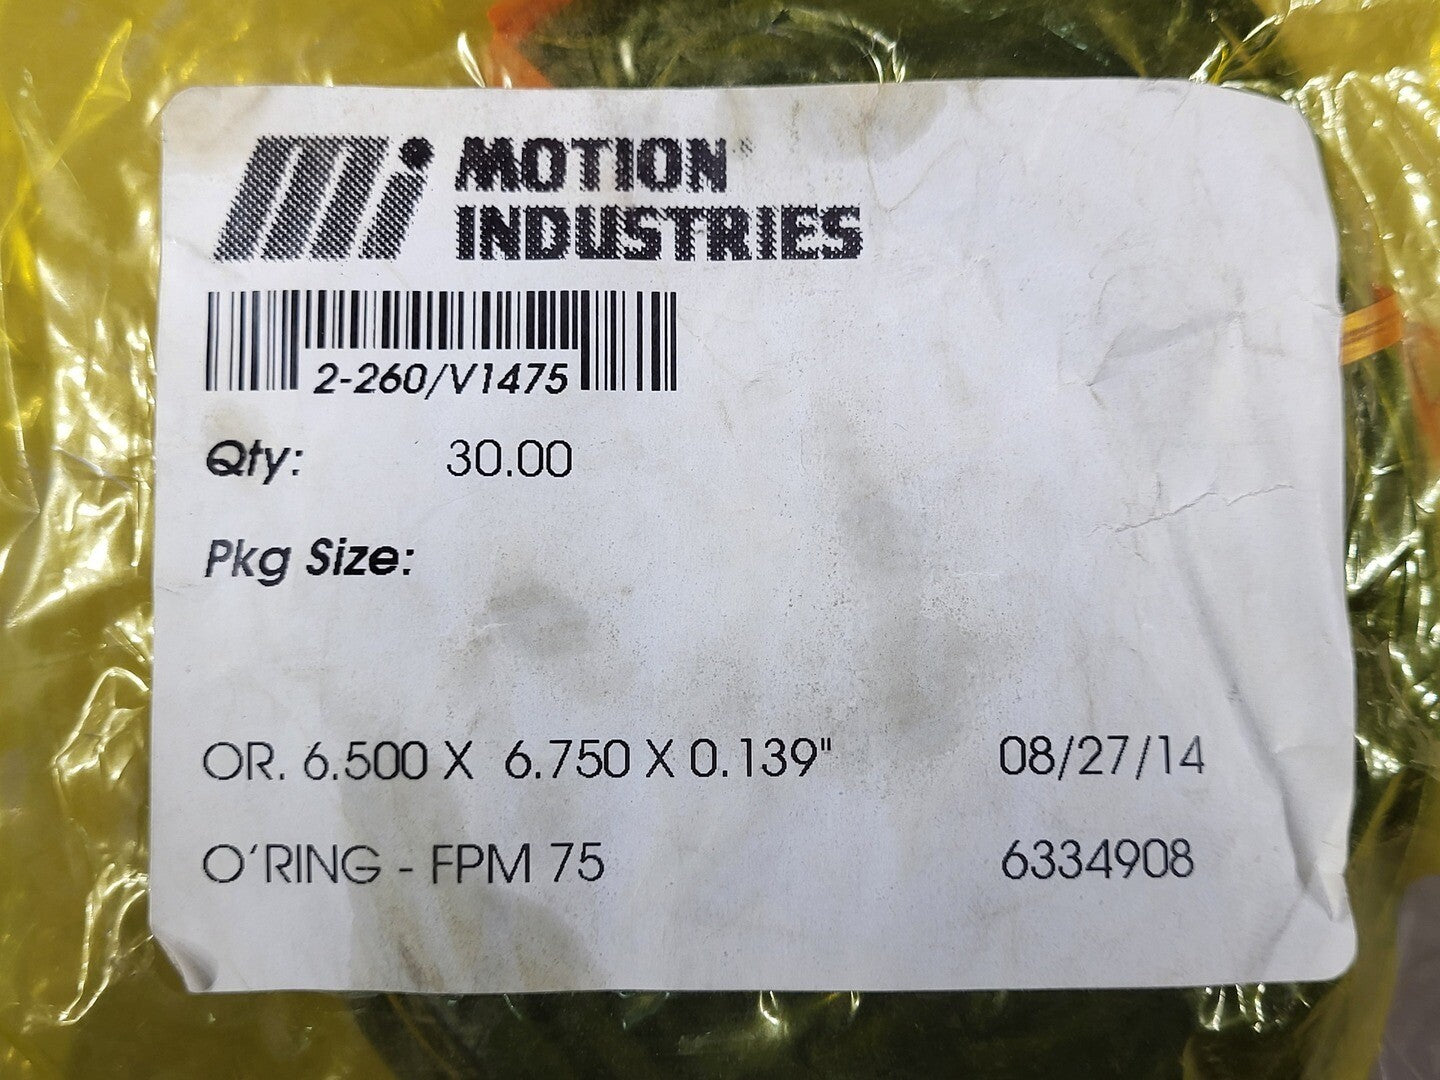 mi MOTION
INDUSTRIES
2-260/V1475
Qty: 30.00
Pkg Size:
OR. 6.500 X 6.750 X 0.139" 08/27/14
O'RING - FPM 75 6334908